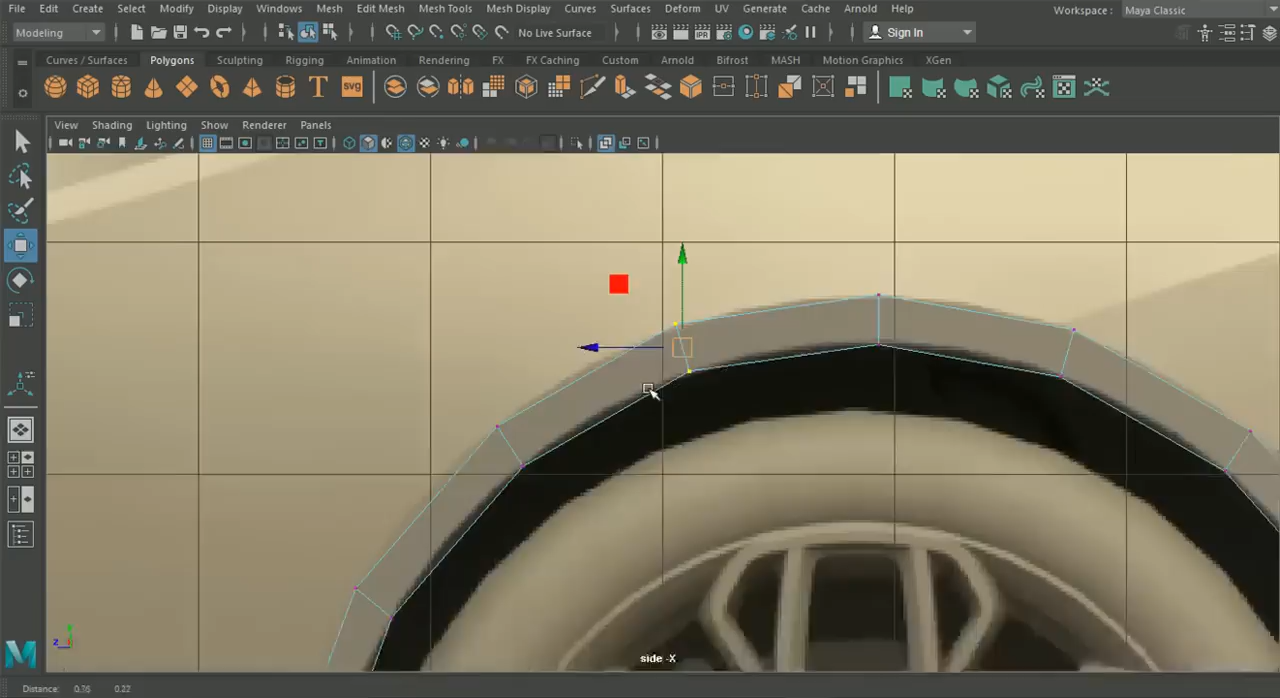 File Edit Create Select Modify Display Windows Mesh Edit Mesh Mesh Tools Mesh Display Curves Surfaces Deform UV Generate Cache Arnold Help Workspace : Maya Classic
Modeling No Live Surface Sign In
Curves / Surfaces Polygons Sculpting Rigging Animation Rendering FX FX Caching Custom Arnold Bifrost MASH Motion Graphics XGen
T SVG IPR
View Shading Lighting Show Renderer Panels
side -X
z
Distance: 0.36 0.22